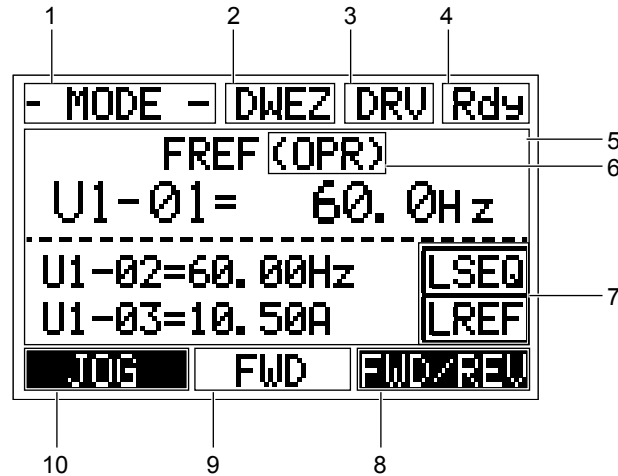 1 2 3 4
- MODE - DWEZ DRV Rdy
FREF (OPR)
5
6
U1-01= 60.0Hz
U1-02=60.00Hz LSEQ
7
U1-03=10.50A LREF
JOG FWD FWD/REV
10 9 8